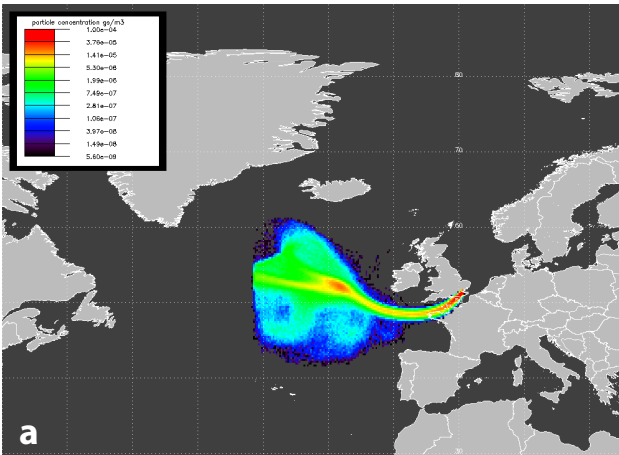 particle concentration gs/m3
1.00e-04
3.76e-05
1.41e-05
5.30e-06
1.99e-06
7.49e-07
2.81e-07
1.06e-07
3.97e-08
1.49e-08
5.60e-09
80
70
60
30
a